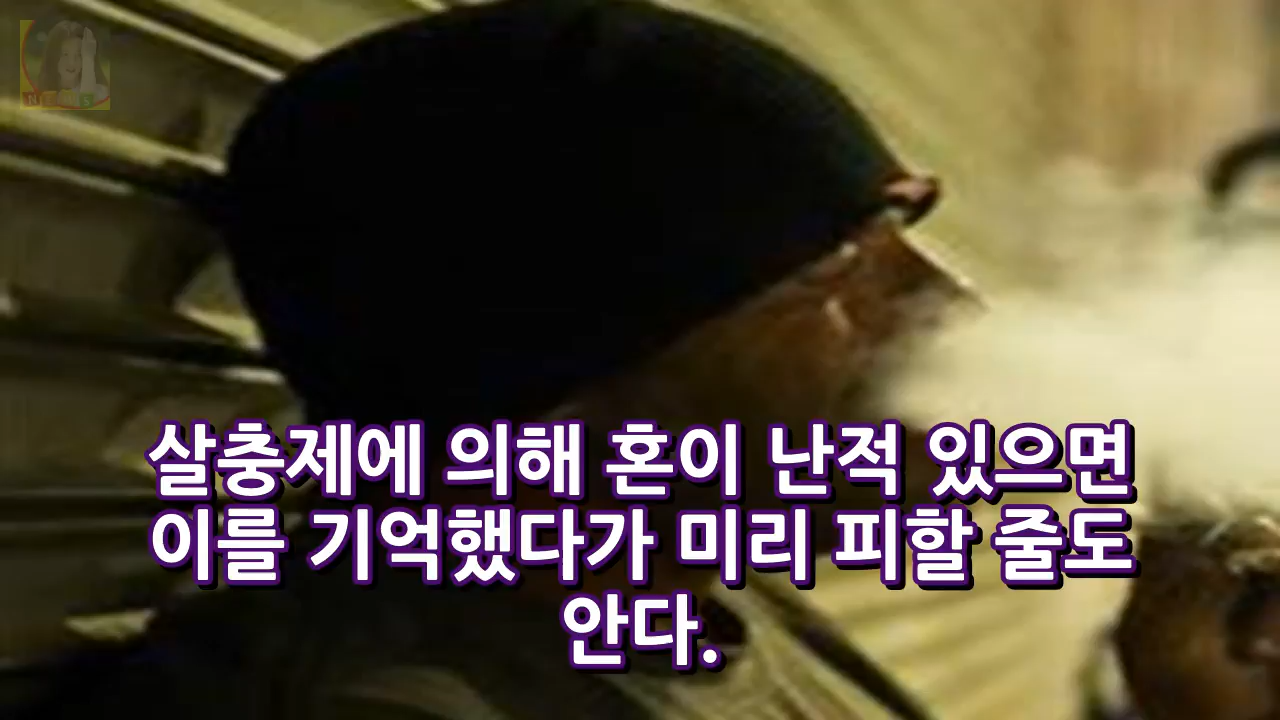 살충제에 의해 혼이 난적 있으면
이를 기억했다가 미리 피할 줄도
안다.